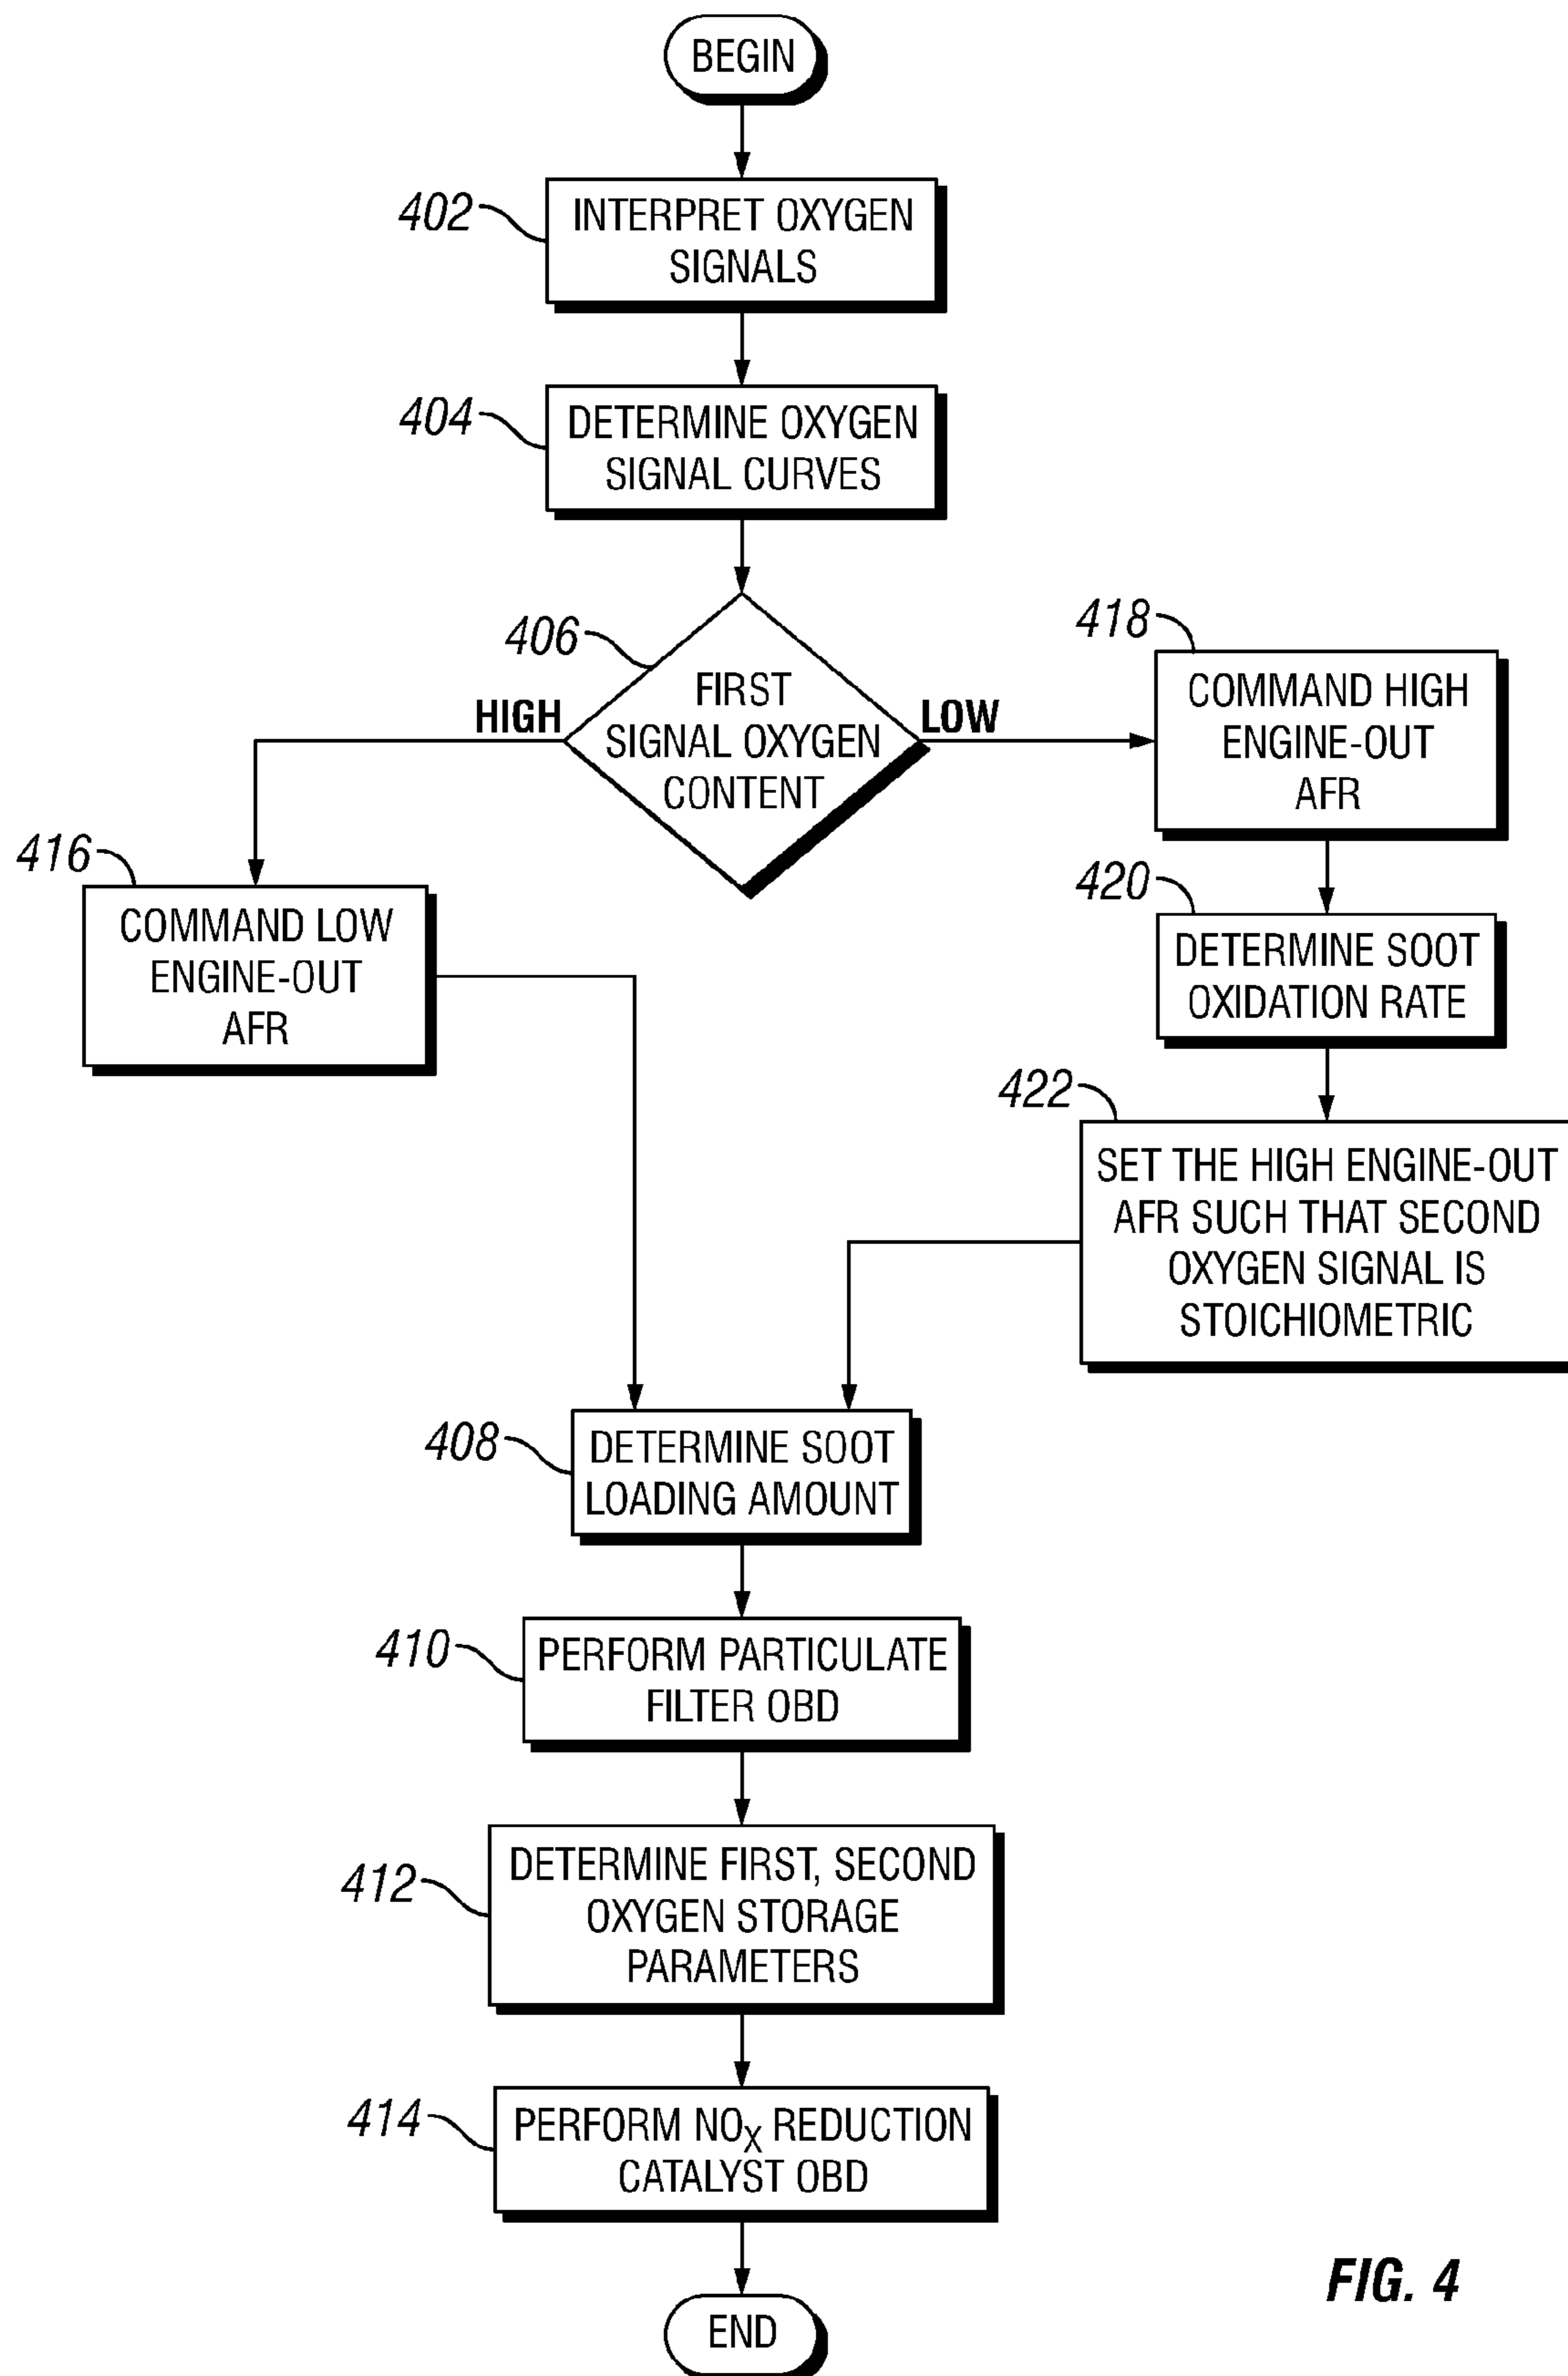 BEGIN
402
INTERPRET OXYGEN
SIGNALS
404
DETERMINE OXYGEN
SIGNAL CURVES
406
FIRST
SIGNAL OXYGEN
CONTENT
HIGH
LOW
418
COMMAND HIGH
ENGINE-OUT
AFR
416
COMMAND LOW
ENGINE-OUT
AFR
420
DETERMINE SOOT
OXIDATION RATE
422
SET THE HIGH ENGINE-OUT
AFR SUCH THAT SECOND
OXYGEN SIGNAL IS
STOICHIOMETRIC
408
DETERMINE SOOT
LOADING AMOUNT
410
PERFORM PARTICULATE
FILTER OBD
412
DETERMINE FIRST, SECOND
OXYGEN STORAGE
PARAMETERS
414
PERFORM NOX REDUCTION
CATALYST OBD
END
FIG. 4